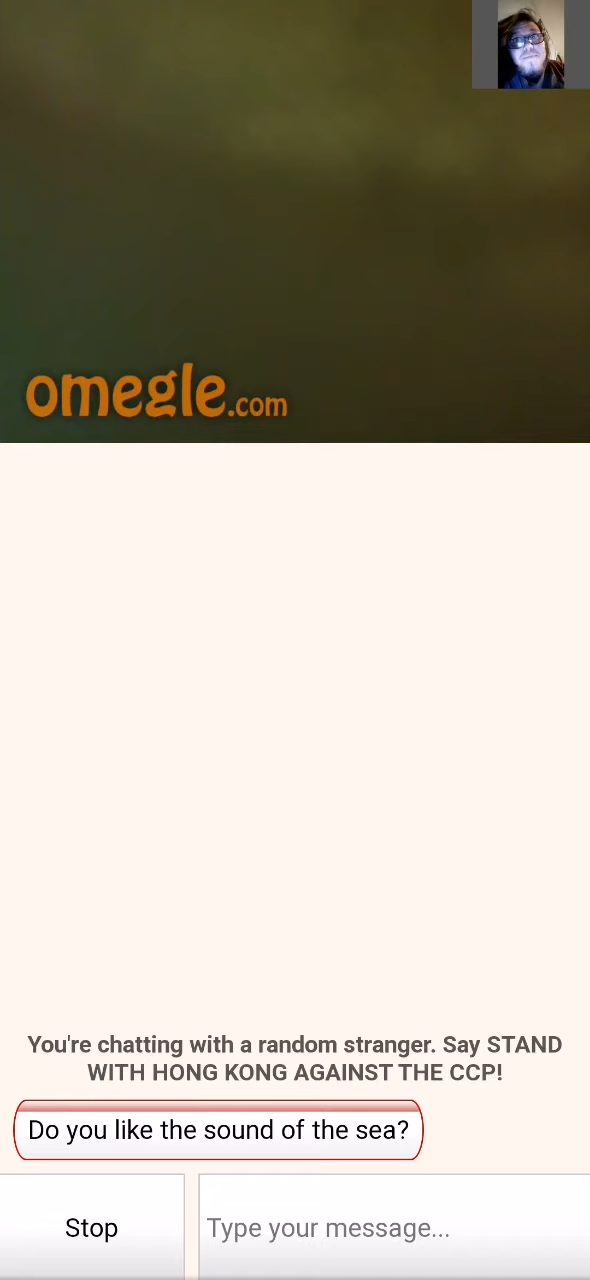 omegle.com
You're chatting with a random stranger. Say STAND
WITH HONG KONG AGAINST THE CCP!
Do you like the sound of the sea?
Stop
Type your message...